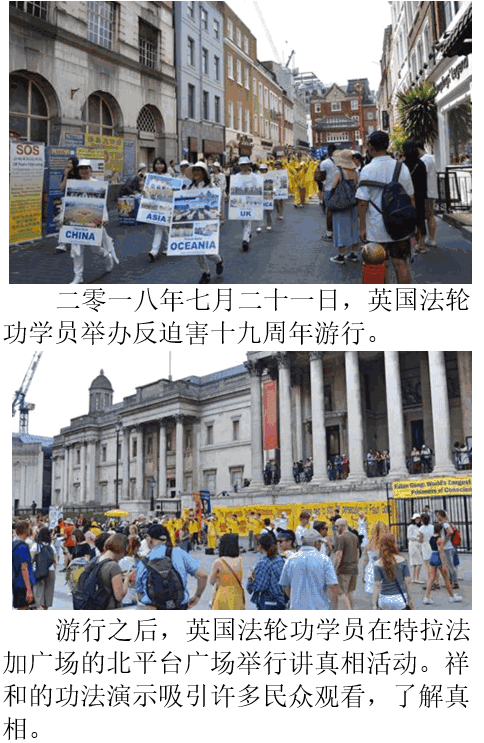 SOS
CHINA
ASIA
OCEANIA
UK
二零一八年七月二十一日，英国法轮
功学员举办反迫害十九周年游行。
Falun Gong: World's Largest
Prisoners of Conscience
游行之后，英国法轮功学员在特拉法
加广场的北平台广场举行讲真相活动。祥
和的功法演示吸引许多民众观看，了解真
相。